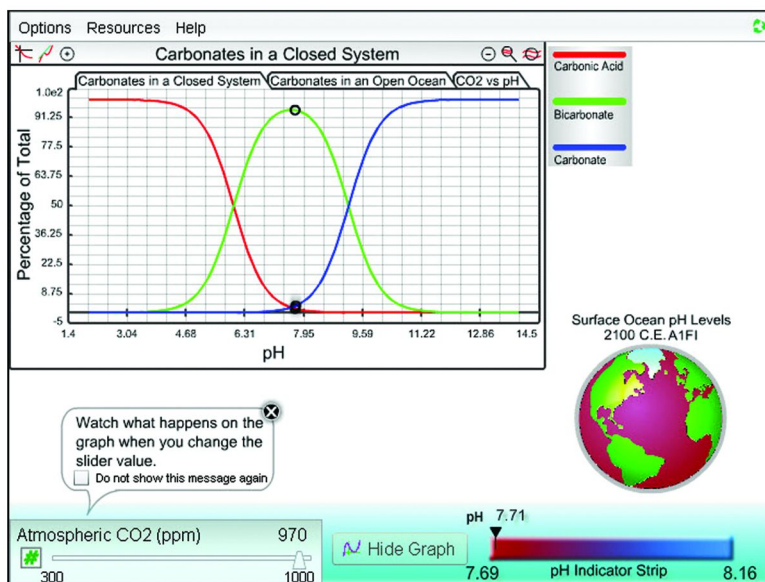 Options Resources Help
Carbonates in a Closed System
Carbonates in a Closed System Carbonates in an Open Ocean CO2 vs pH
Carbonic Acid
Bicarbonate
Carbonate
Percentage of Total
1.0e2
91.25
77.5
63.75
50
36.25
22.5
8.75
-5
1.4 3.04 4.68 6.31 7.95 9.59 11.22 12.86 14.5
pH
Surface Ocean pH Levels
2100 C.E. A1FI
Watch what happens on the
graph when you change the
slider value.
Do not show this message again
Atmospheric CO2 (ppm) 970
#
300 1000
Hide Graph
pH 7.71
7.69 pH Indicator Strip 8.16